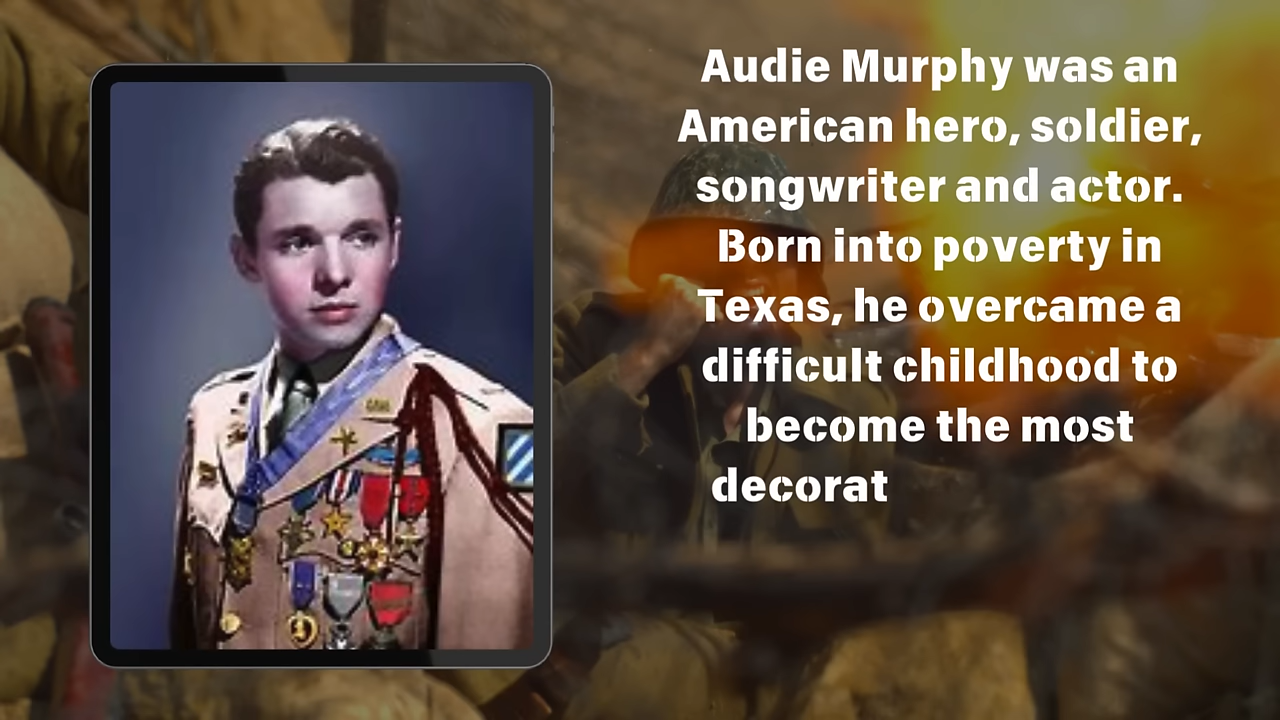 Audie Murphy was an
American hero, soldier,
songwriter and actor.
Born into poverty in
Texas, he overcame a
difficult childhood to
become the most
decorat